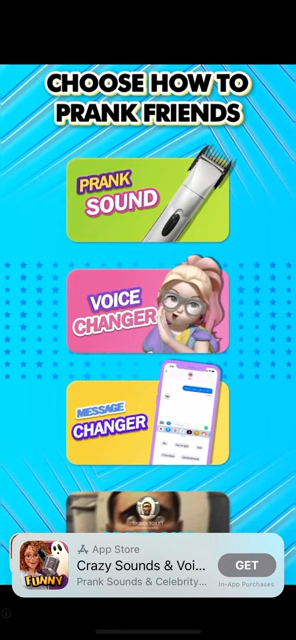 CHOOSE HOW TO
PRANK FRIENDS
PRANK
SOUND
VOICE
CHANGER
MESSAGE
CHANGER
App Store
Crazy Sounds & Voi...
Prank Sounds & Celebrity...
GET
In-App Purchases
FUNNY